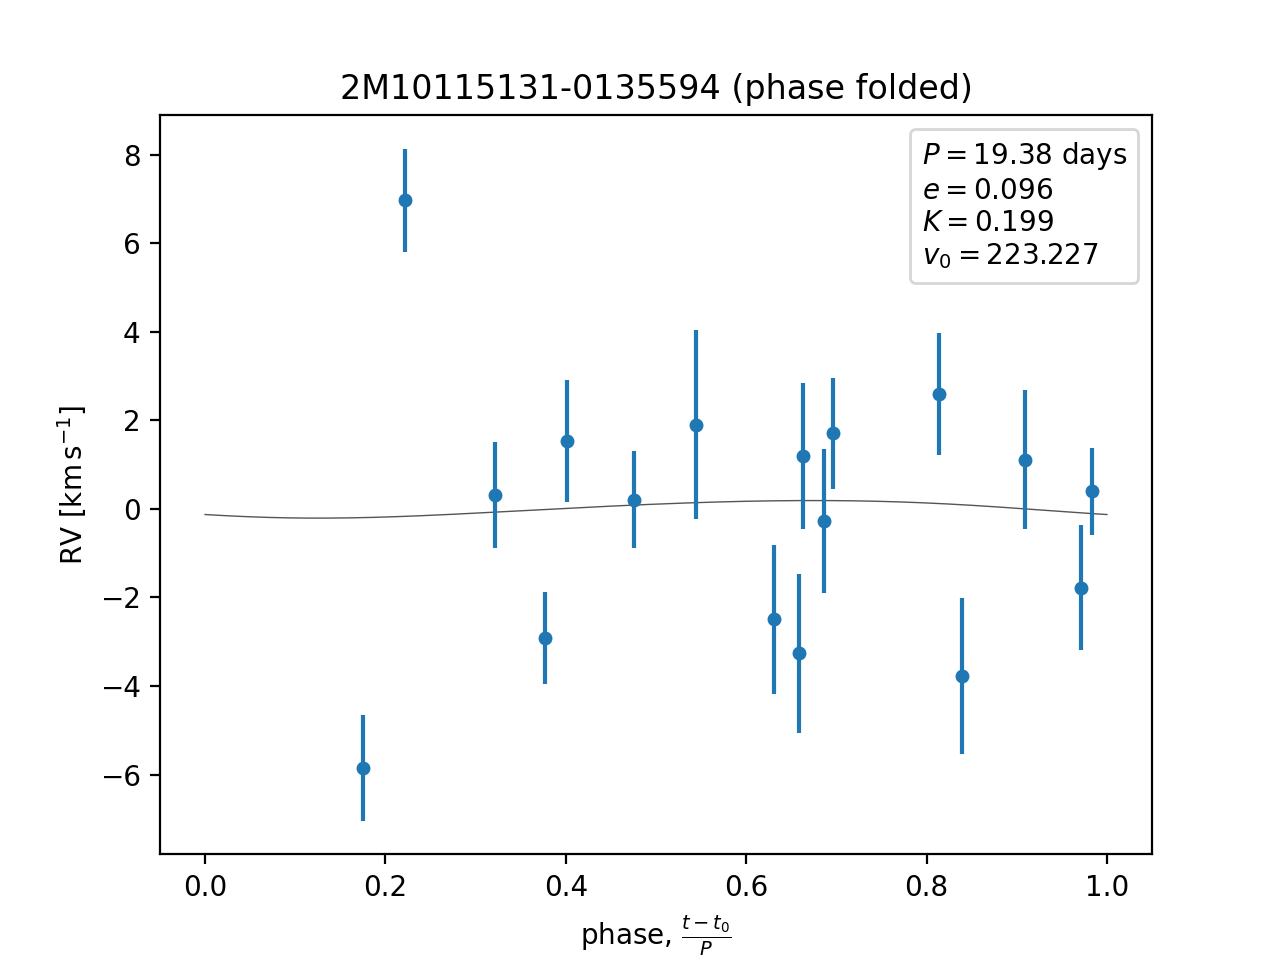 2M10115131-0135594 (phase folded)
P = 19.38 days
e = 0.096
K = 0.199
v₀ = 223.227
8
6
4
2
0
−2
−4
−6
RV [km s⁻¹]
0.0 0.2 0.4 0.6 0.8 1.0
phase, (t − t₀)/P